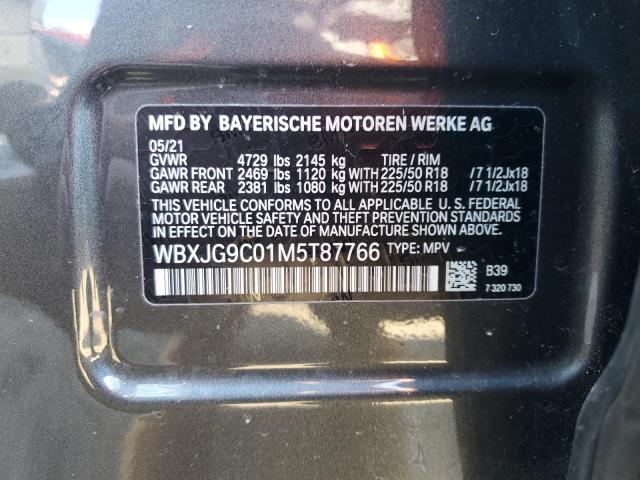 MFD BY BAYERISCHE MOTOREN WERKE AG
05/21
GVWR 4729 lbs 2145 kg TIRE / RIM
GAWR FRONT 2469 lbs 1120 kg WITH 225/50 R18 / 7 1/2Jx18
GAWR REAR 2381 lbs 1080 kg WITH 225/50 R18 / 7 1/2Jx18
THIS VEHICLE CONFORMS TO ALL APPLICABLE U. S. FEDERAL
MOTOR VEHICLE SAFETY AND THEFT PREVENTION STANDARDS
IN EFFECT ON THE DATE OF MANUFACTURE SHOWN ABOVE.
WBXJG9C01M5T87766 TYPE: MPV
B39
7 320 730